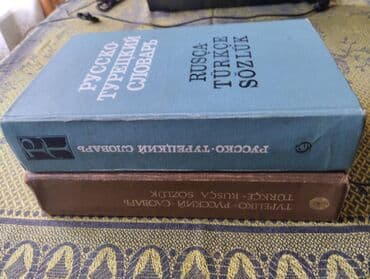 РУССКО
ТУРЕЦКИЙ
СЛОВАРЬ
RUSÇA
TÜRKÇE
SÖZLÜK
РУССКО-ТУРЕЦКИЙ СЛОВАРЬ
ТУРЕЦКО-РУССКИЙ СЛОВАРЬ
TÜRKÇE-RUSÇA SÖZLÜK